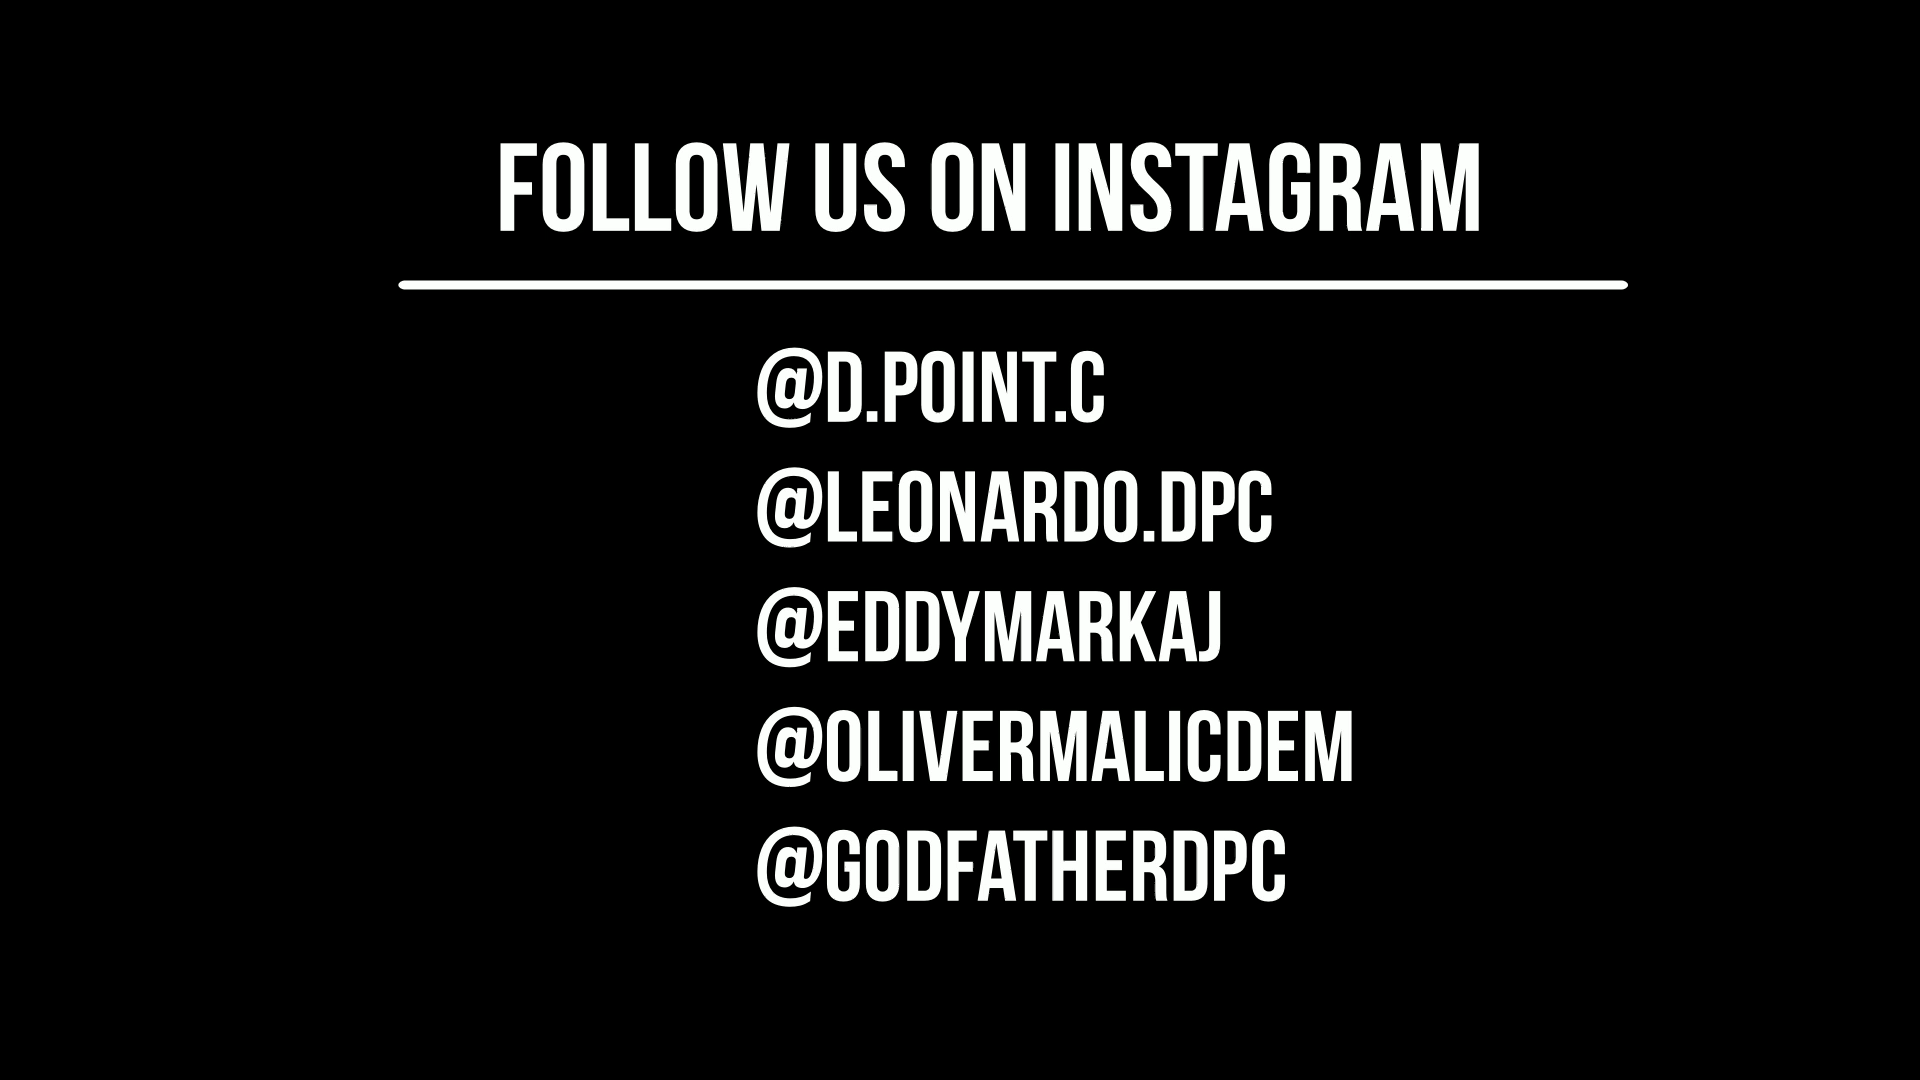 FOLLOW US ON INSTAGRAM
@D.POINT.C
@LEONARDO.DPC
@EDDYMARKAJ
@OLIVERMALICDEM
@GODFATHERDPC